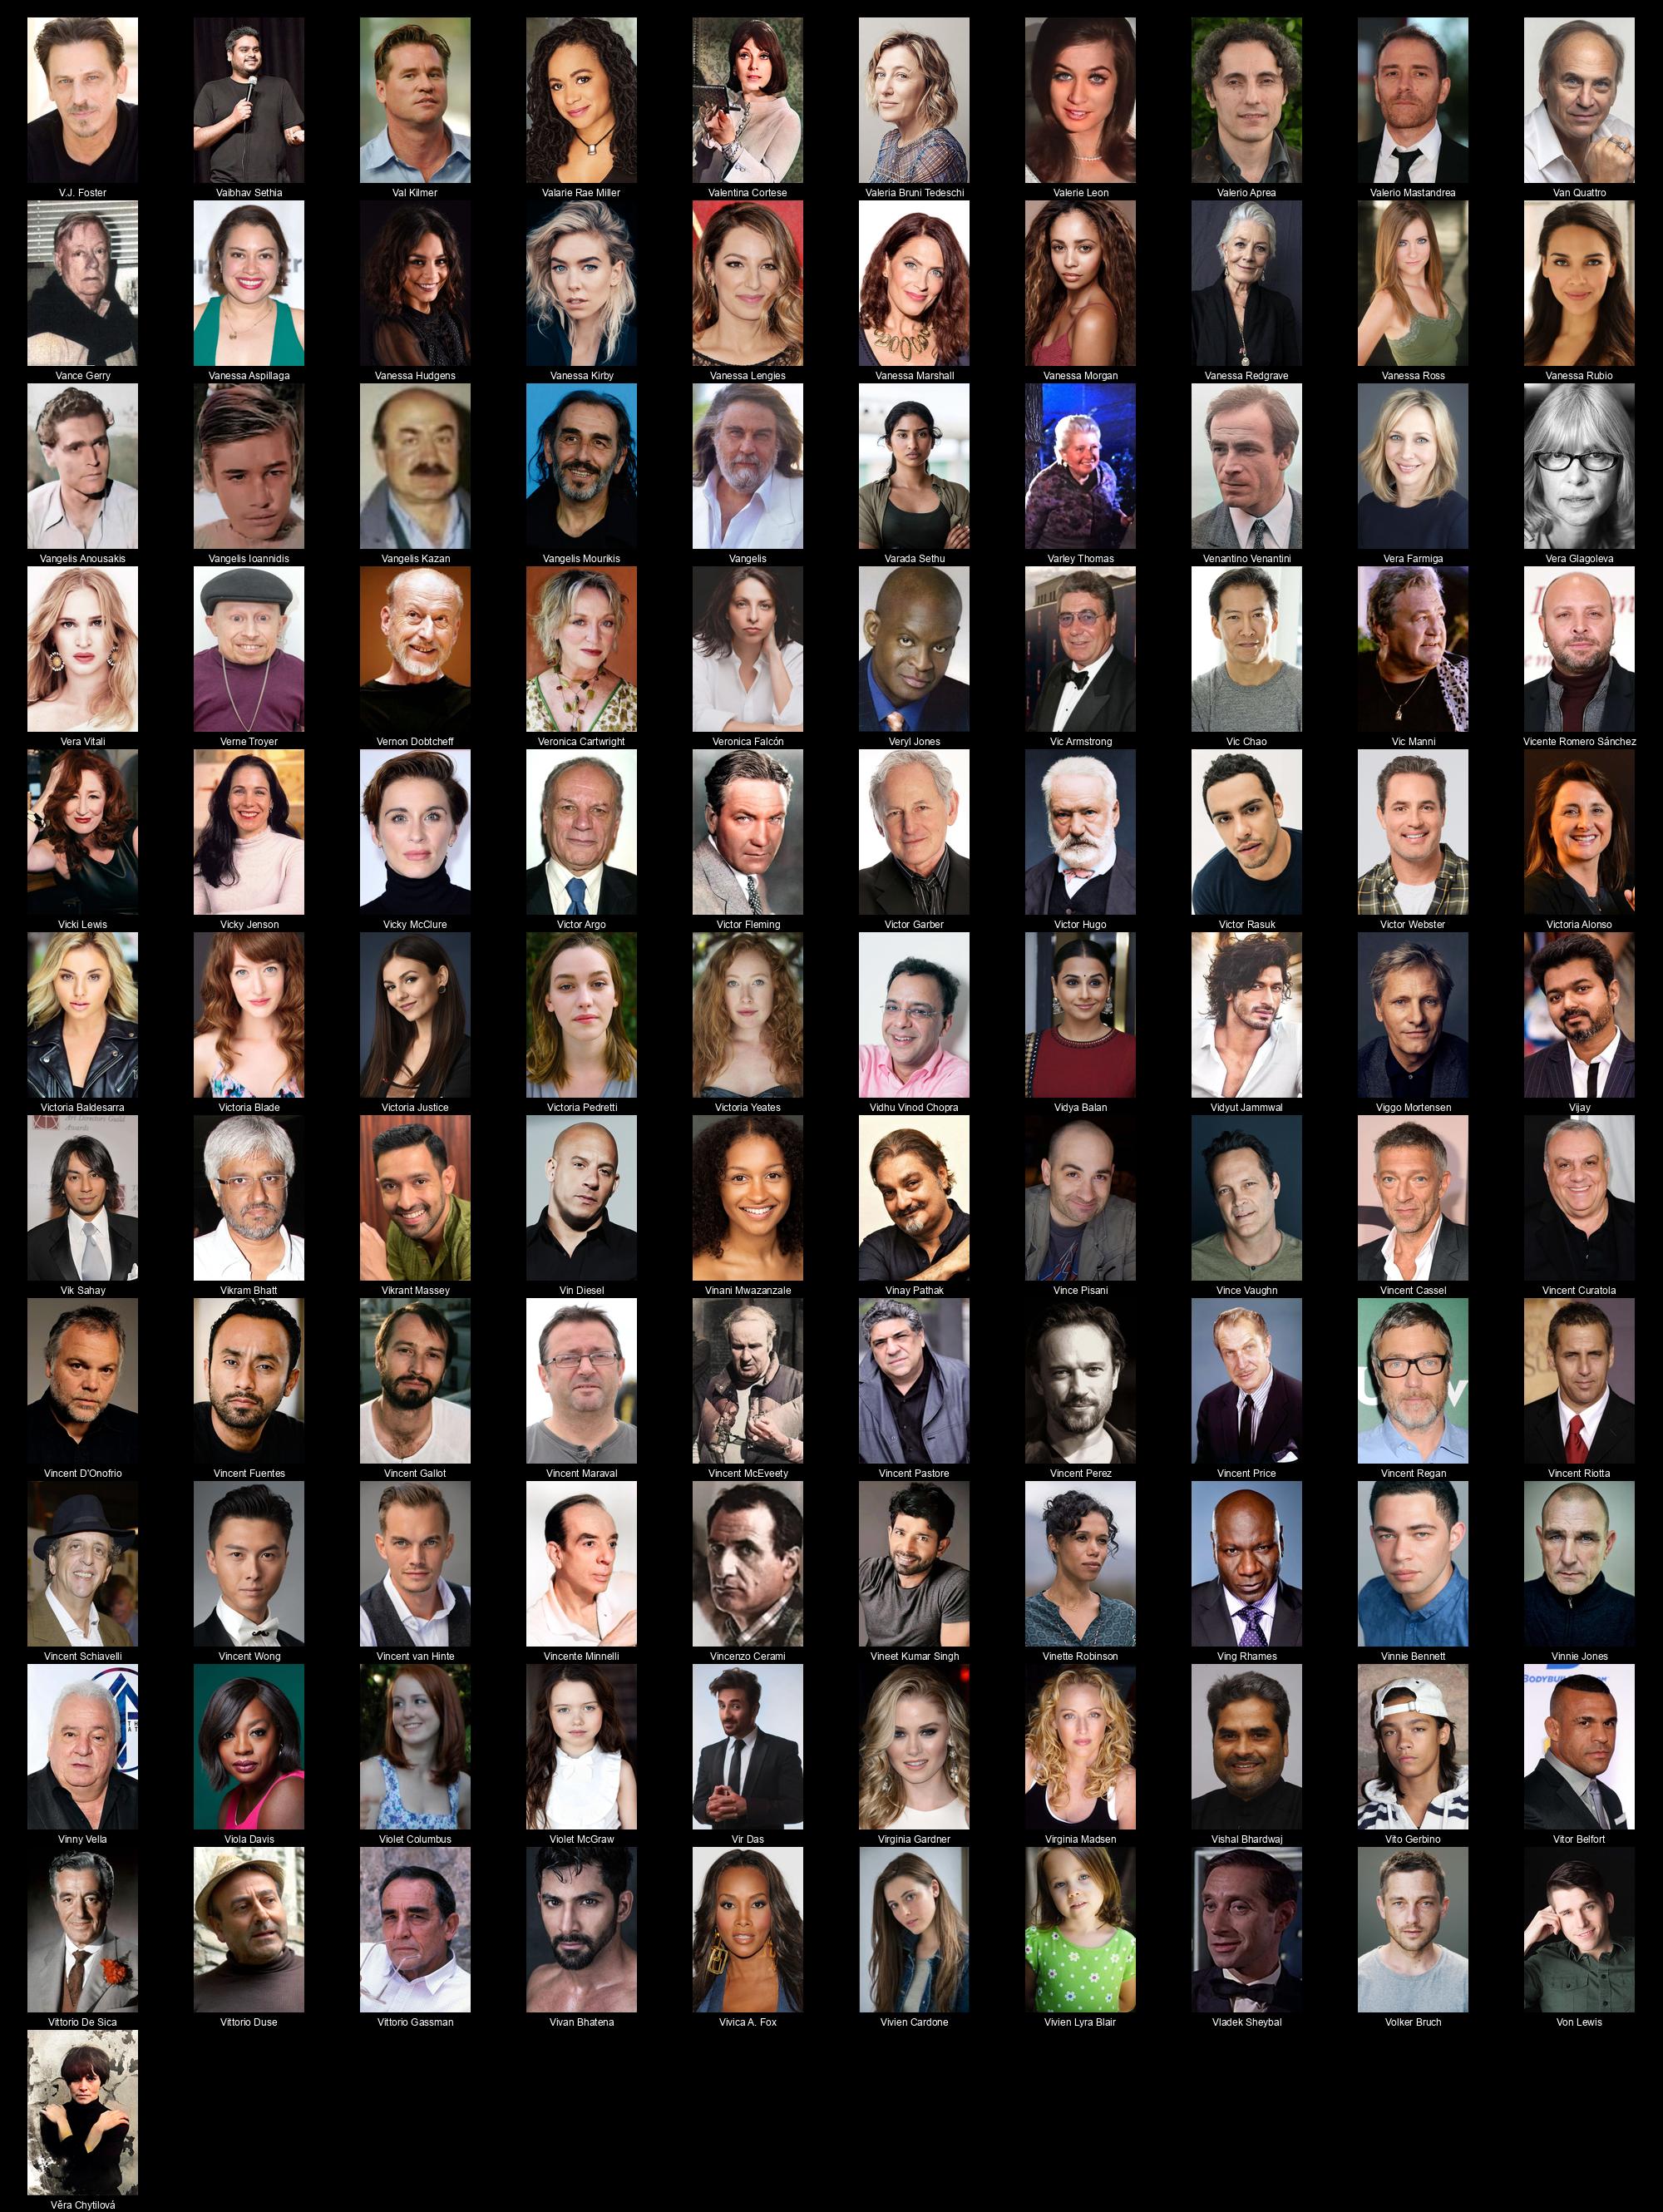 V.J. Foster Vaibhav Sethia Val Kilmer Valarie Rae Miller Valentina Cortese Valeria Bruni Tedeschi Valerie Leon Valerio Aprea Valerio Mastandrea Van Quattro
Vance Gerry Vanessa Aspillaga Vanessa Hudgens Vanessa Kirby Vanessa Lengies Vanessa Marshall Vanessa Morgan Vanessa Redgrave Vanessa Ross Vanessa Rubio
Vangelis Anousakis Vangelis Ioannidis Vangelis Kazan Vangelis Mourikis Vangelis Varada Sethu Varley Thomas Venantino Venantini Vera Farmiga Vera Glagoleva
Vera Vitali Verne Troyer Vernon Dobtcheff Veronica Cartwright Veronica Falcón Veryl Jones Vic Armstrong Vic Chao Vic Manni Vicente Romero Sánchez
Vicki Lewis Vicky Jenson Vicky McClure Victor Argo Victor Fleming Victor Garber Victor Hugo Victor Rasuk Victor Webster Victoria Alonso
Victoria Baldesarra Victoria Blade Victoria Justice Victoria Pedretti Victoria Yeates Vidhu Vinod Chopra Vidya Balan Vidyut Jammwal Viggo Mortensen Vijay
Vik Sahay Vikram Bhatt Vikrant Massey Vin Diesel Vinani Mwazanzale Vinay Pathak Vince Pisani Vince Vaughn Vincent Cassel Vincent Curatola
Vincent D'Onofrio Vincent Fuentes Vincent Gallot Vincent Maraval Vincent McEveety Vincent Pastore Vincent Perez Vincent Price Vincent Regan Vincent Riotta
Vincent Schiavelli Vincent Wong Vincent van Hinte Vincente Minnelli Vincenzo Cerami Vineet Kumar Singh Vinette Robinson Ving Rhames Vinnie Bennett Vinnie Jones
Vinny Vella Viola Davis Violet Columbus Violet McGraw Vir Das Virginia Gardner Virginia Madsen Vishal Bhardwaj Vito Gerbino Vitor Belfort
Vittorio De Sica Vittorio Duse Vittorio Gassman Vivan Bhatena Vivica A. Fox Vivien Cardone Vivien Lyra Blair Vladek Sheybal Volker Bruch Von Lewis
Věra Chytilová